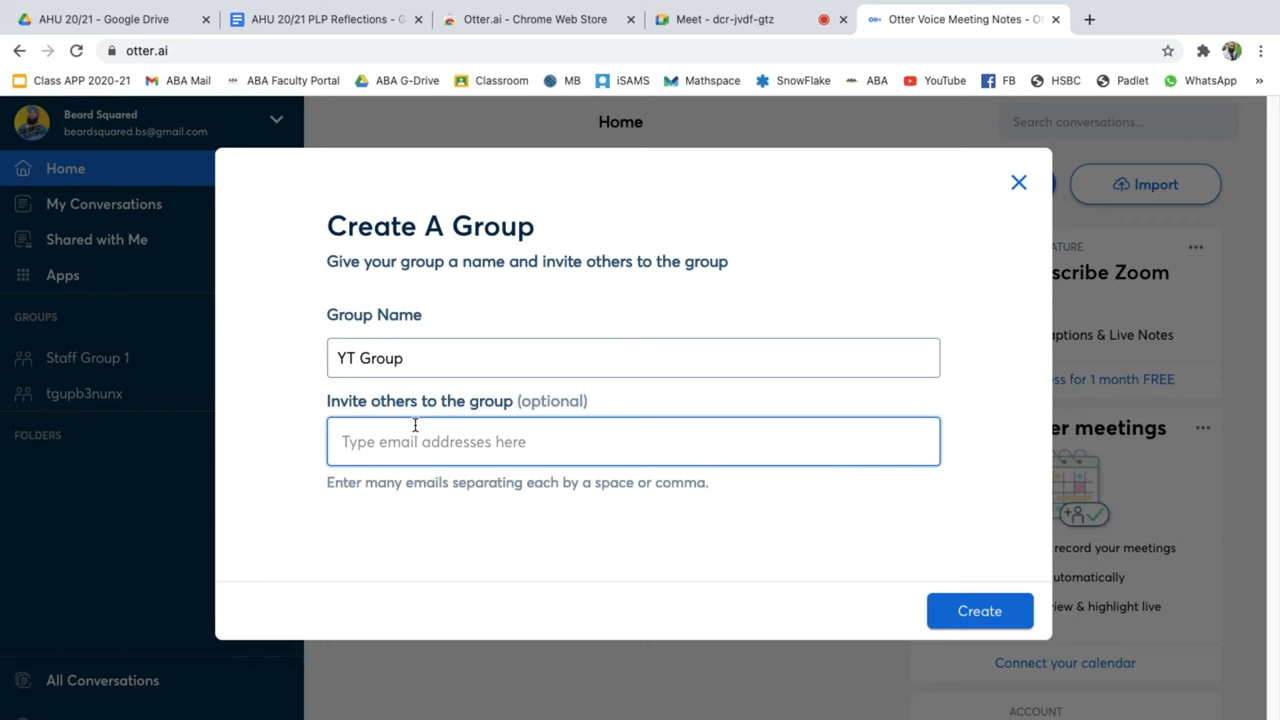 AHU 20/21 - Google Drive
AHU 20/21 PLP Reflections - G
Otter.ai - Chrome Web Store
Meet - dcr-jvdf-gtz
Otter Voice Meeting Notes - O
otter.ai
Class APP 2020-21
ABA Mail
ABA Faculty Portal
ABA G-Drive
Classroom
MB
iSAMS
Mathspace
SnowFlake
ABA
YouTube
FB
HSBC
Padlet
WhatsApp
»
Beard Squared
beardsquared.bs@gmail.com
Home
Search conversations...
Home
My Conversations
Shared with Me
Apps
GROUPS
Staff Group 1
tgupb3nunx
FOLDERS
All Conversations
Create A Group
Give your group a name and invite others to the group
Group Name
YT Group
Invite others to the group (optional)
Type email addresses here
Enter many emails separating each by a space or comma.
Create
Import
ATURE
scribe Zoom
aptions & Live Notes
ss for 1 month FREE
er meetings
record your meetings
utomatically
iew & highlight live
Connect your calendar
ACCOUNT